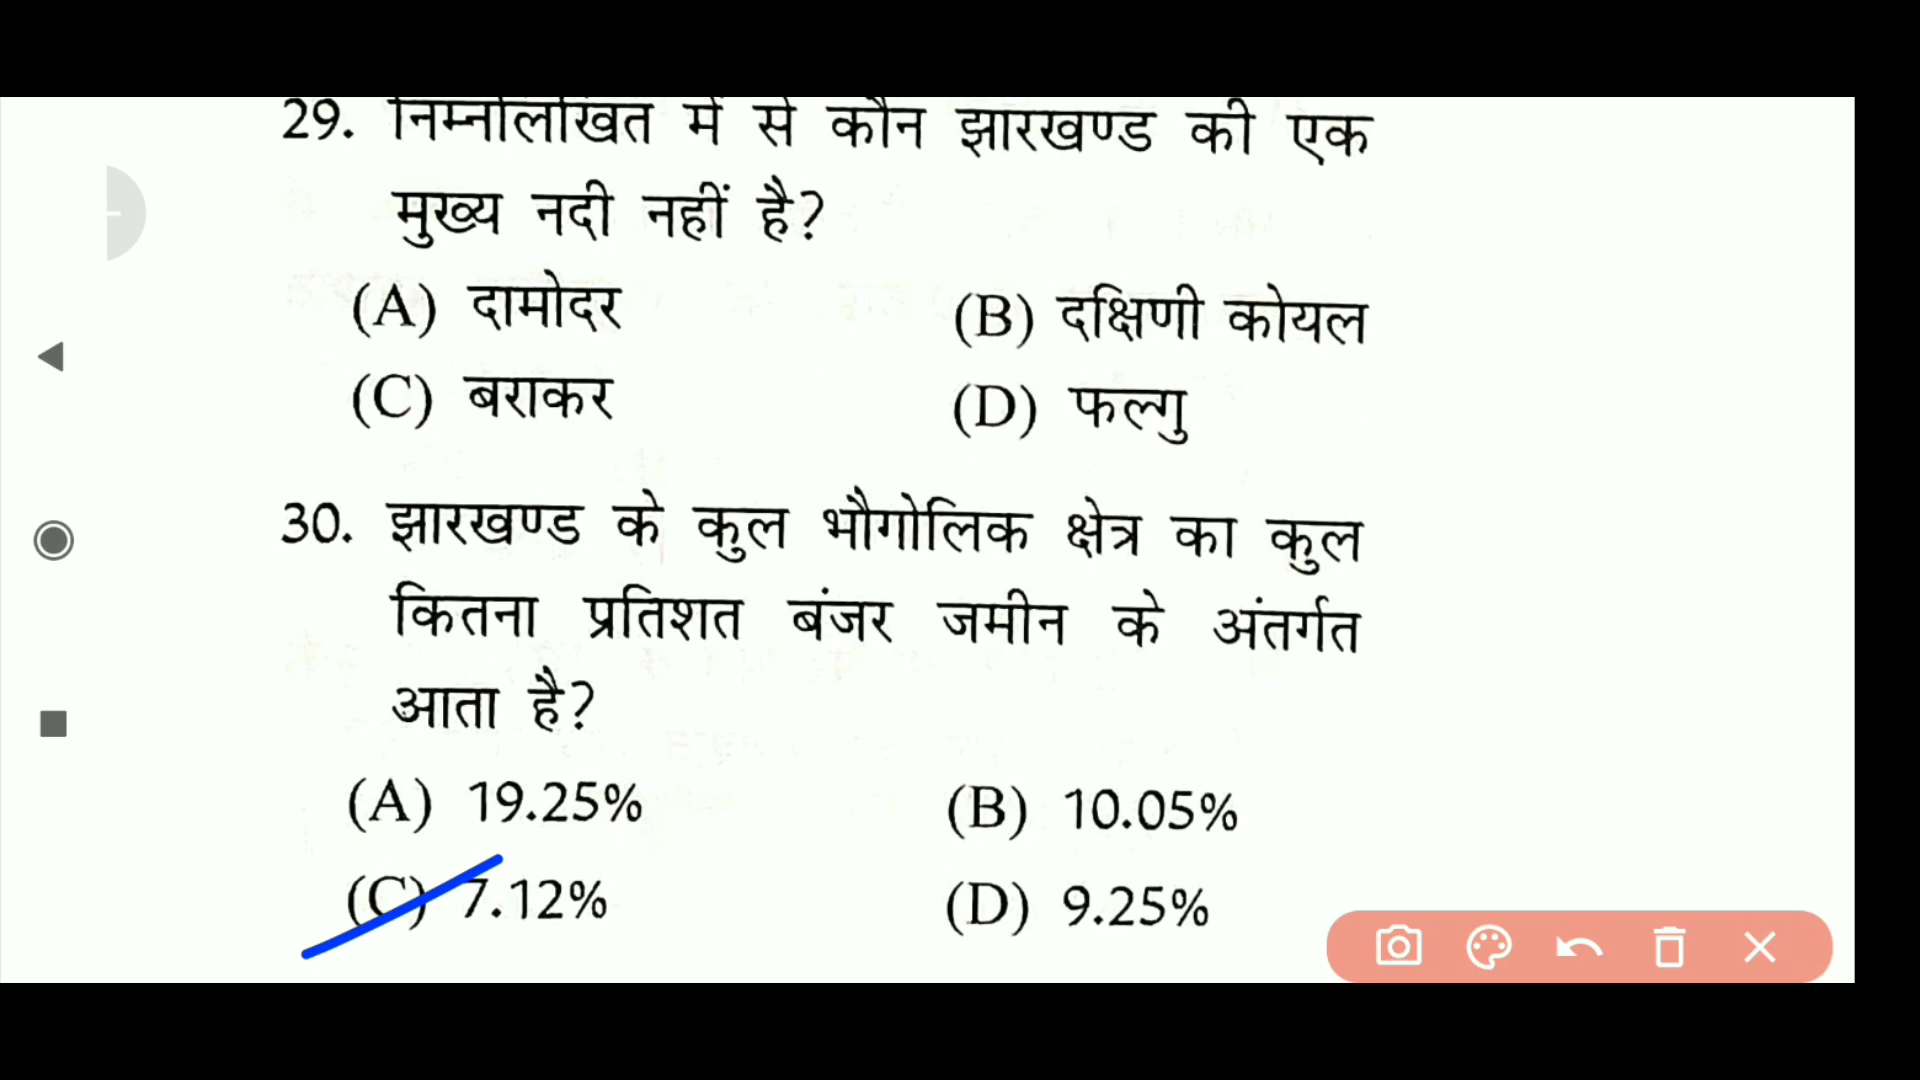 29. निम्नलिखित में से कौन झारखण्ड की एक
मुख्य नदी नहीं है?
(A) दामोदर (B) दक्षिणी कोयल
(C) बराकर (D) फल्गु
30. झारखण्ड के कुल भौगोलिक क्षेत्र का कुल
कितना प्रतिशत बंजर जमीन के अंतर्गत
आता है?
(A) 19.25% (B) 10.05%
(C) 7.12% (D) 9.25%